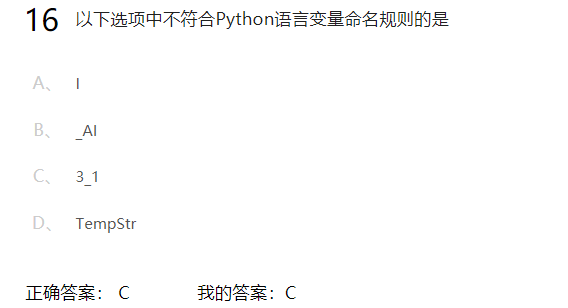 16 以下选项中不符合Python语言变量命名规则的是
A、 I
B、 _AI
C、 3_1
D、 TempStr
正确答案： C 我的答案：C